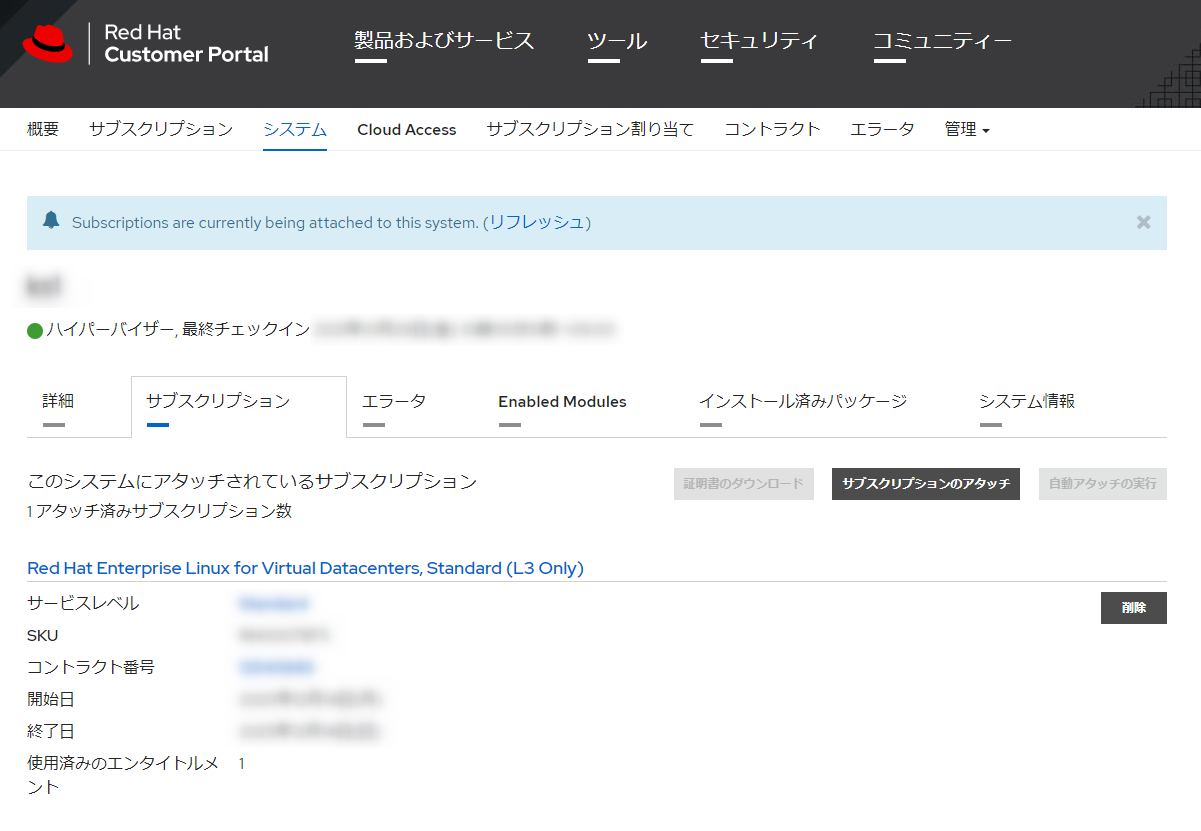 Red Hat
Customer Portal
製品およびサービス ツール セキュリティ コミュニティー
概要 サブスクリプション システム Cloud Access サブスクリプション割り当て コントラクト エラータ 管理
Subscriptions are currently being attached to this system. (リフレッシュ)
ハイパーバイザー, 最終チェックイン
詳細 サブスクリプション エラータ Enabled Modules インストール済みパッケージ システム情報
このシステムにアタッチされているサブスクリプション 証明書のダウンロード サブスクリプションのアタッチ 自動アタッチの実行
1 アタッチ済みサブスクリプション数
Red Hat Enterprise Linux for Virtual Datacenters, Standard (L3 Only)
サービスレベル 削除
SKU
コントラクト番号
開始日
終了日
使用済みのエンタイトルメ 1
ント